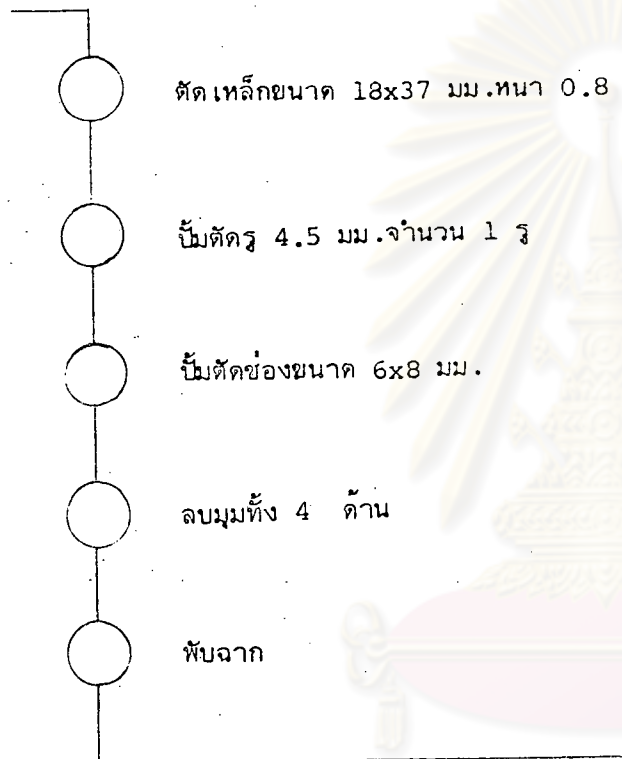 ตัดเหล็กขนาด 18x37 มม.หนา 0.8
ปั๊มตัดรู 4.5 มม.จำนวน 1 รู
ปั๊มตัดช่องขนาด 6x8 มม.
ลบมุมทั้ง 4 ด้าน
พับฉาก